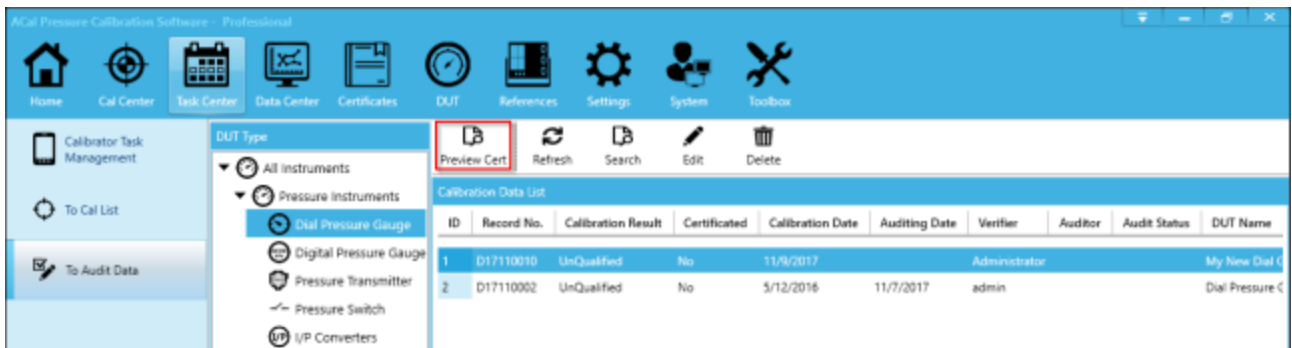 ACal Pressure Calibration Software - Professional
Home Cal Center Task Center Data Center Certificates DUT References Settings System Toolbox
Calibrator Task Management
To Cal List
To Audit Data
DUT Type
All Instruments
Pressure Instruments
Dial Pressure Gauge
Digital Pressure Gauge
Pressure Transmitter
Pressure Switch
I/P I/P Converters
Preview Cert Refresh Search Edit Delete
Calibration Data List
ID Record No. Calibration Result Certificated Calibration Date Auditing Date Verifier Auditor Audit Status DUT Name
1 D17110010 UnQualified No 11/9/2017 Administrator My New Dial G
2 D17110002 UnQualified No 5/12/2016 11/7/2017 admin Dial Pressure G